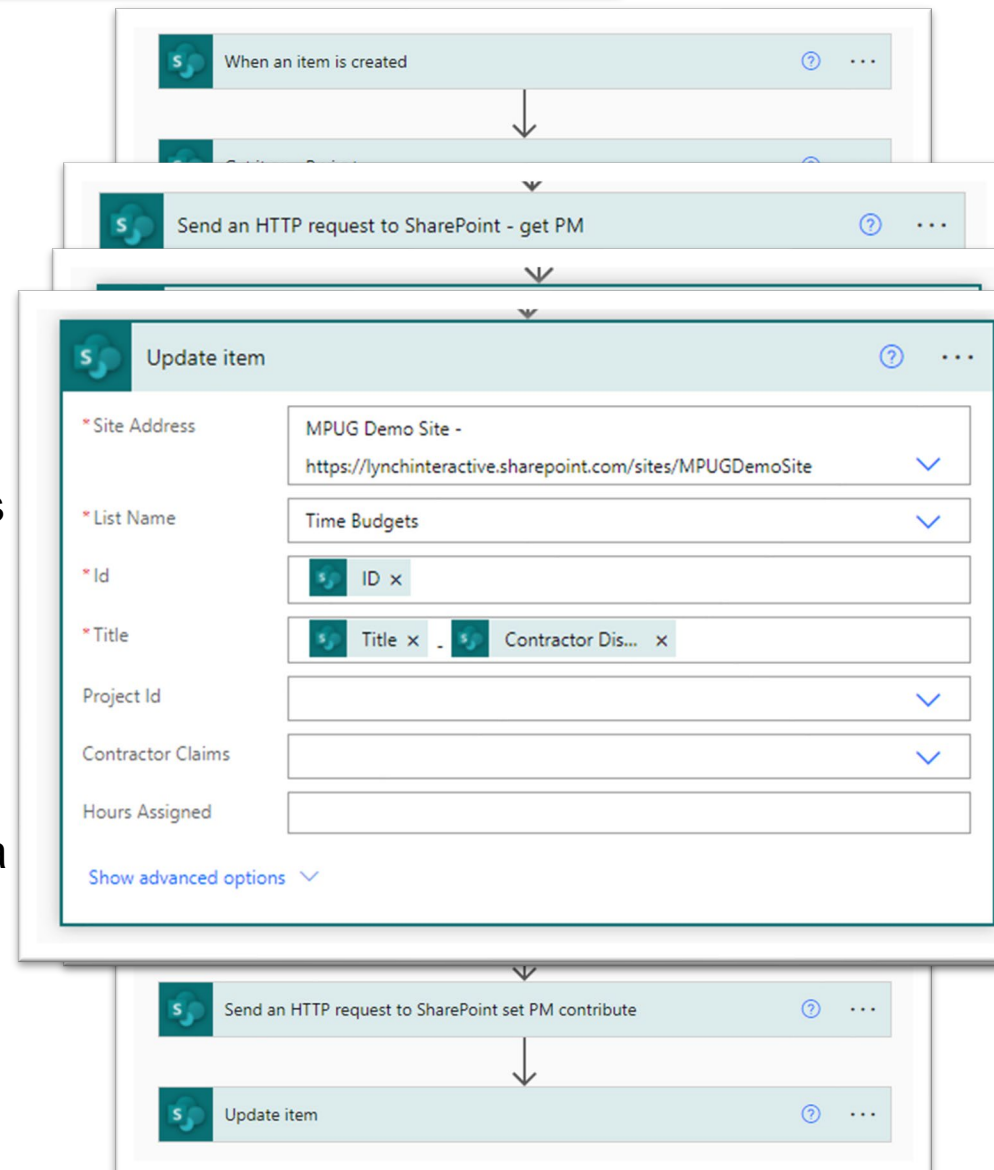 When an item is created
Send an HTTP request to SharePoint - get PM
Update item
* Site Address
MPUG Demo Site -
https://lynchinteractive.sharepoint.com/sites/MPUGDemoSite
s
* List Name
Time Budgets
* Id
ID ×
* Title
Title × - Contractor Dis... ×
Project Id
Contractor Claims
Hours Assigned
a
Show advanced options
Send an HTTP request to SharePoint set PM contribute
Update item